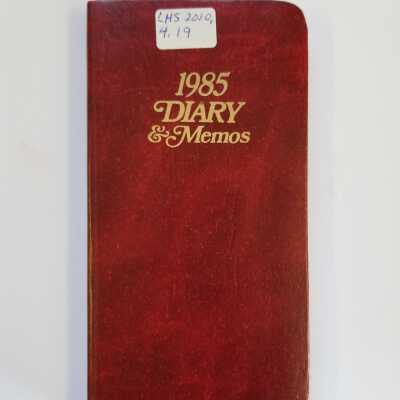 LHS 2010,
4.19
1985
DIARY
& Memos